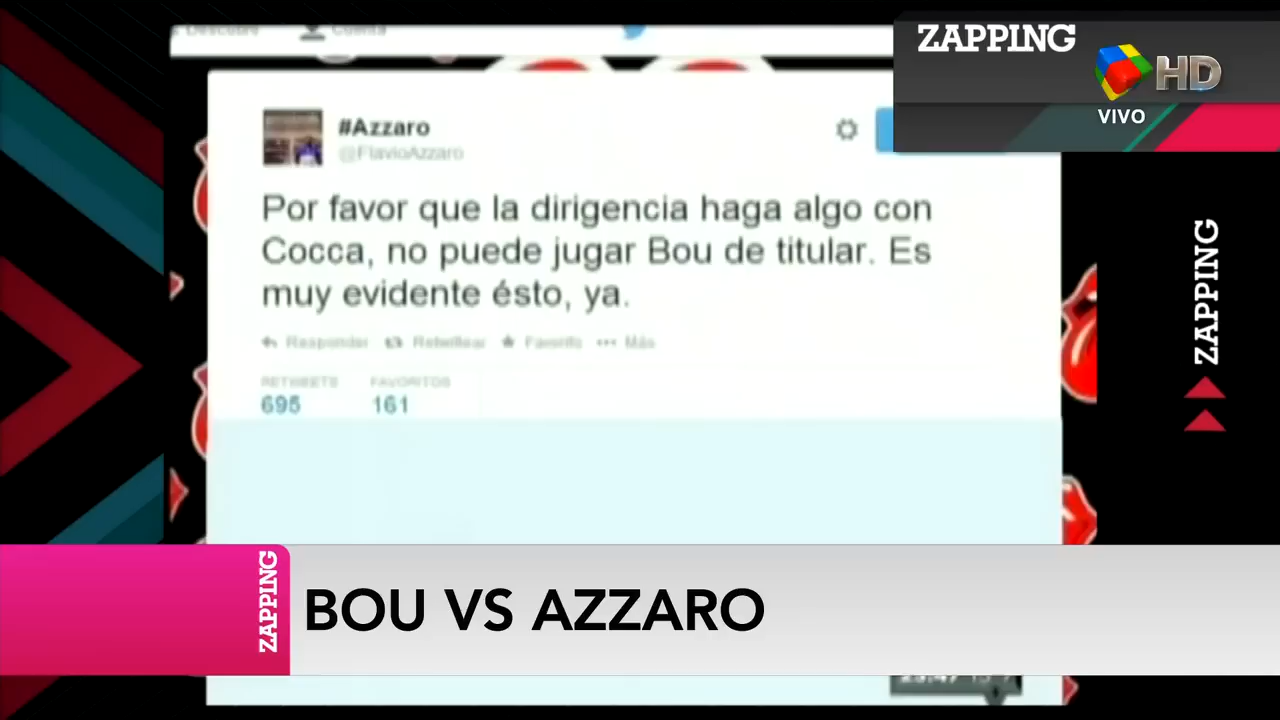 Descubre
Cuenta
ZAPPING
HD
VIVO
#Azzaro
@FlavioAzzaro
Por favor que la dirigencia haga algo con
Cocca, no puede jugar Bou de titular. Es
muy evidente ésto, ya.
Responder Retwittear Favorito Más
RETWEETS FAVORITOS
695 161
ZAPPING
ZAPPING
BOU VS AZZARO